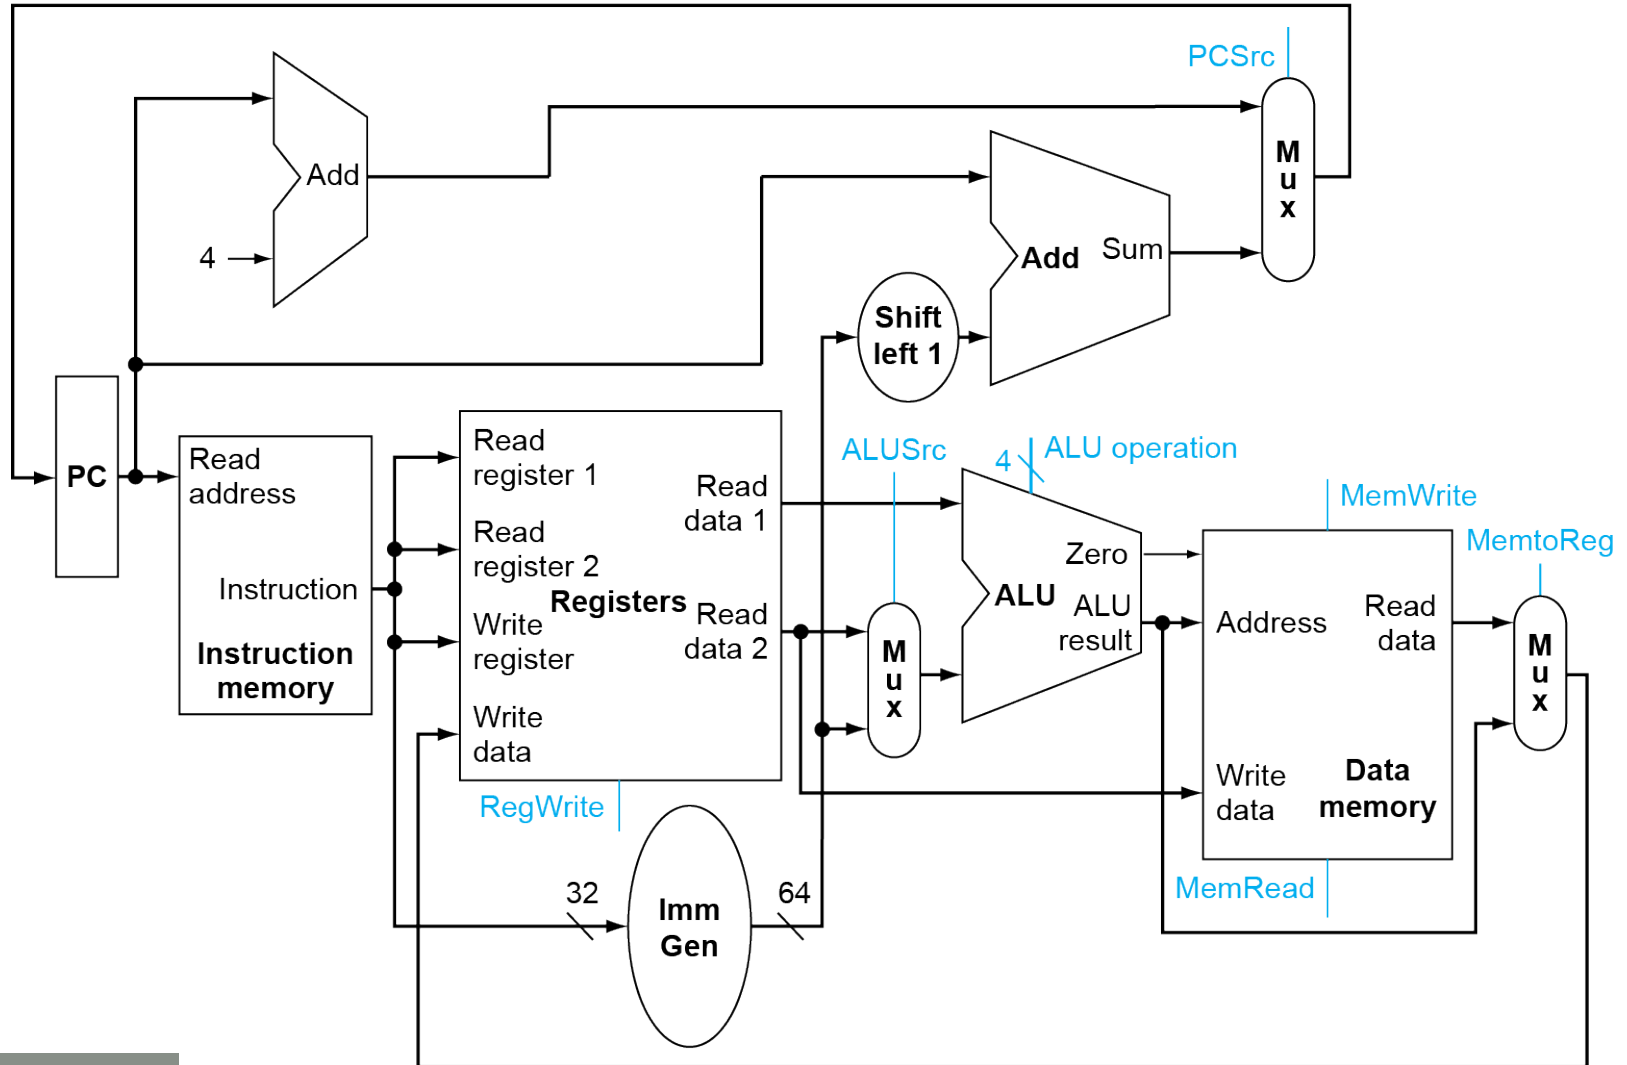 PCSrc
M
u
x
Add
4
Add Sum
Shift
left 1
PC
Read
address
Instruction
Instruction
memory
Read
register 1
Read
register 2
Registers
Write
register
Write
data
Read
data 1
Read
data 2
RegWrite
ALUSrc
M
u
x
4 ALU operation
Zero
ALU
ALU
result
MemWrite
Address
Read
data
Write
data
Data
memory
MemRead
MemtoReg
M
u
x
32
Imm
Gen
64